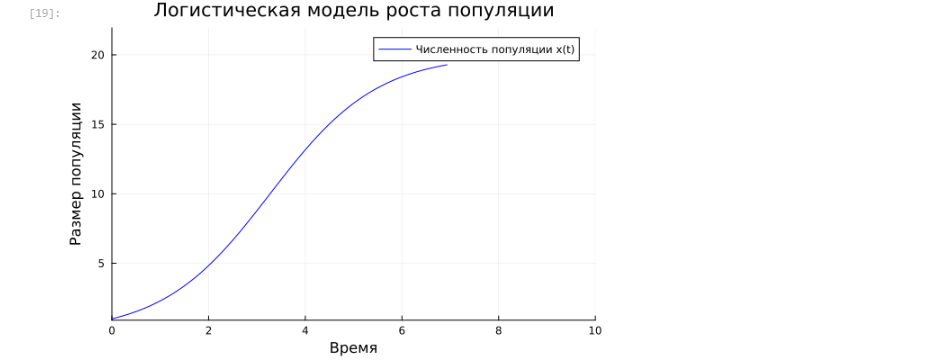 [19]:
Логистическая модель роста популяции
Численность популяции x(t)
Размер популяции
20
15
10
5
0 2 4 6 8 10
Время